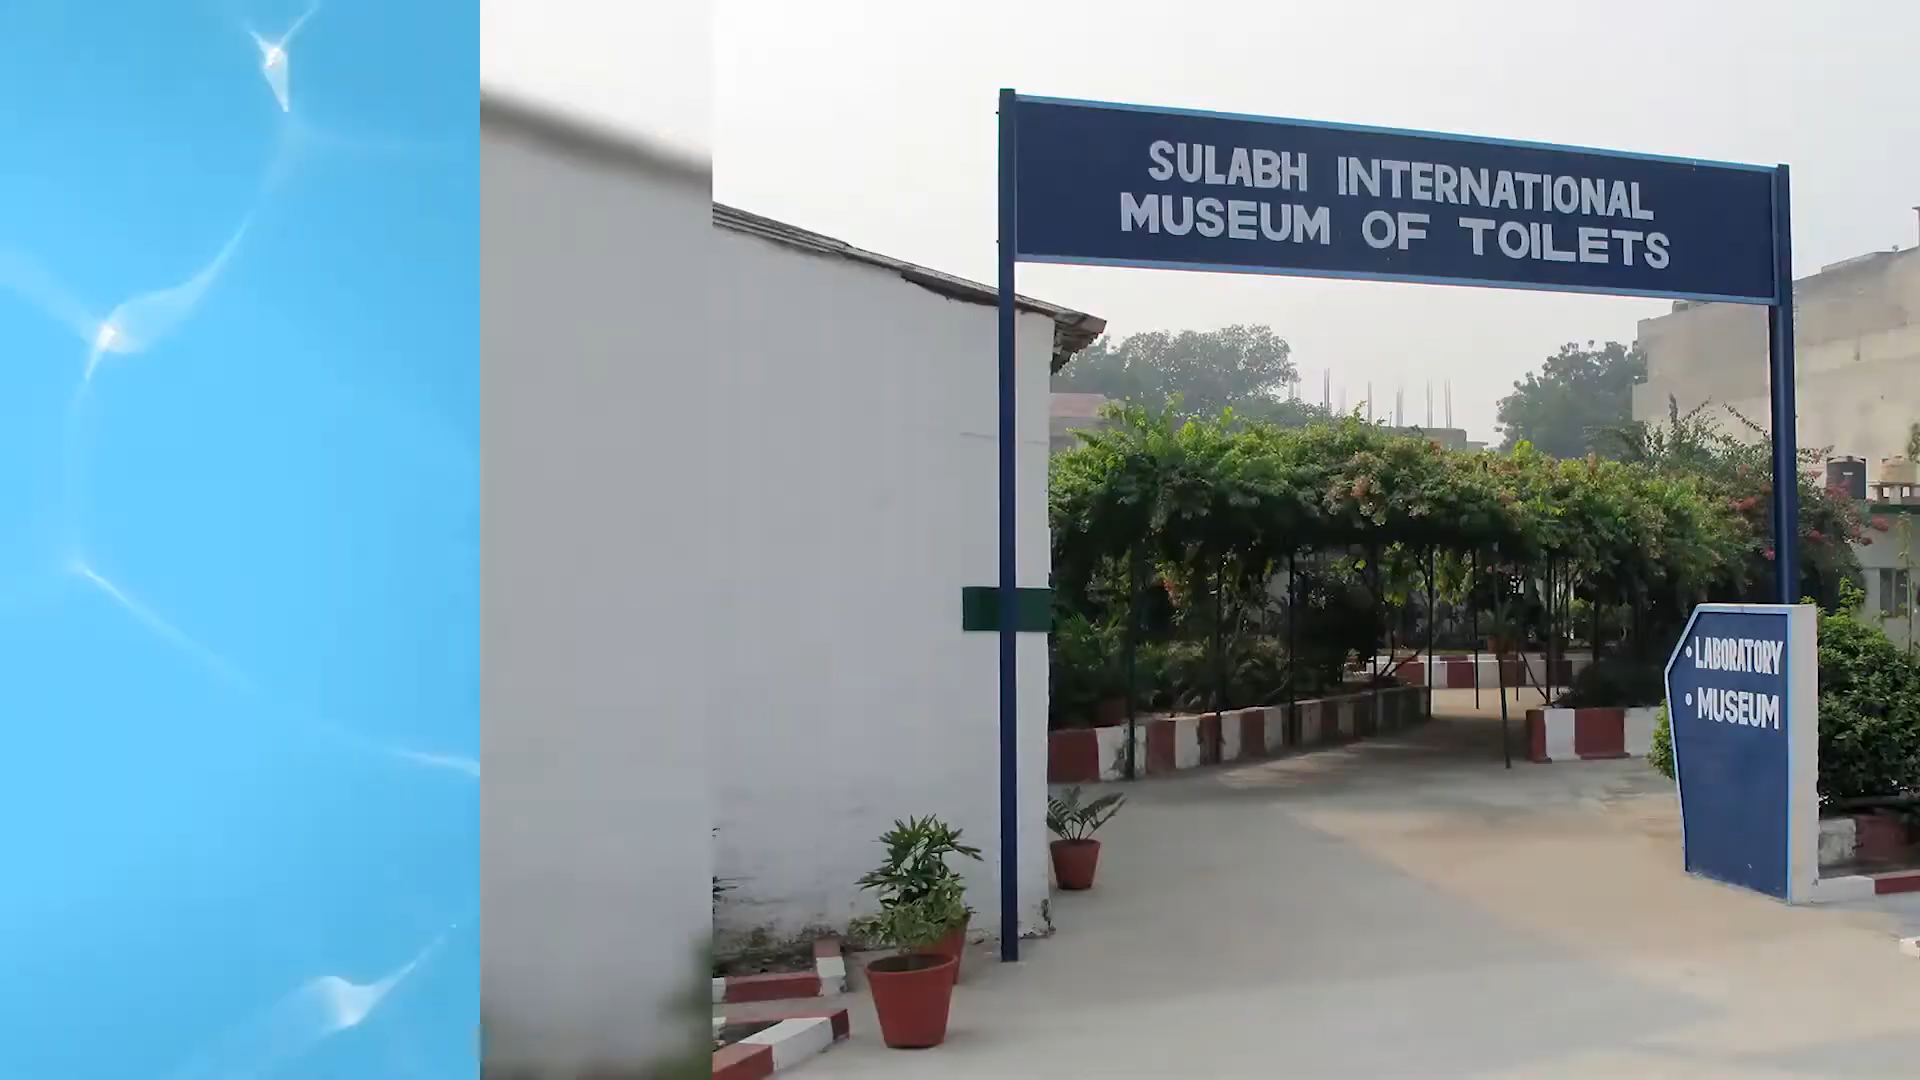 SULABH INTERNATIONAL
MUSEUM OF TOILETS
• LABORATORY
• MUSEUM